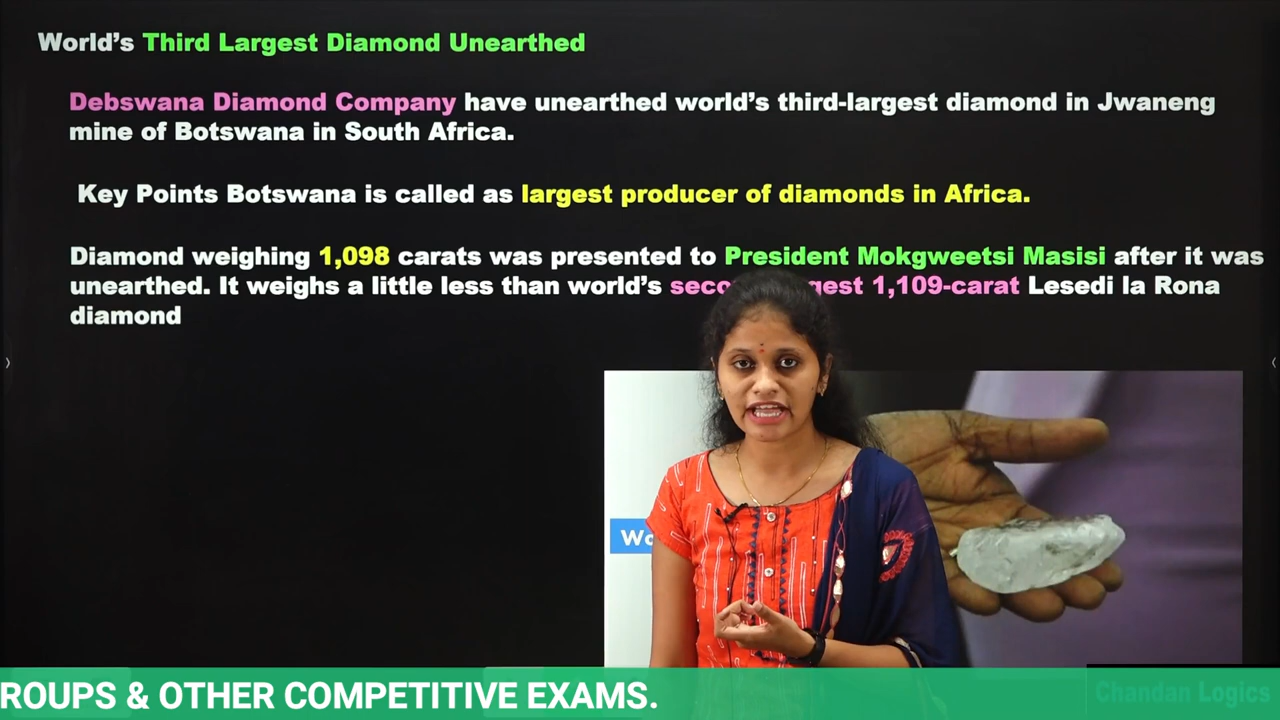 World's Third Largest Diamond Unearthed
Debswana Diamond Company have unearthed world's third-largest diamond in Jwaneng
mine of Botswana in South Africa.
Key Points Botswana is called as largest producer of diamonds in Africa.
Diamond weighing 1,098 carats was presented to President Mokgweetsi Masisi after it was
unearthed. It weighs a little less than world's 1,109-carat Lesedi la Rona
diamond
ROUPS & OTHER COMPETITIVE EXAMS.
Chandan Logics